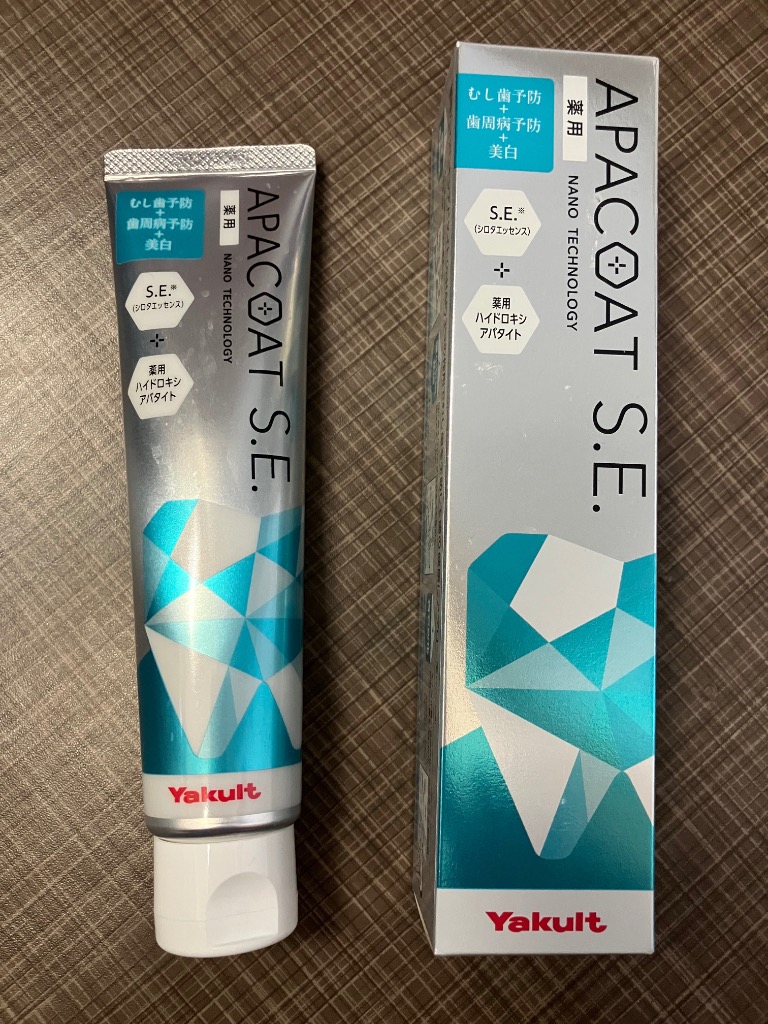 むし歯予防
+
歯周病予防
+
美白
薬用
APACOAT S.E.
NANO TECHNOLOGY
S.E.※
(シロタエッセンス)
+
薬用
ハイドロキシ
アパタイト
Yakult
むし歯予防
+
歯周病予防
+
美白
薬用
APACOAT S.E.
NANO TECHNOLOGY
S.E.※
(シロタエッセンス)
+
薬用
ハイドロキシ
アパタイト
Yakult